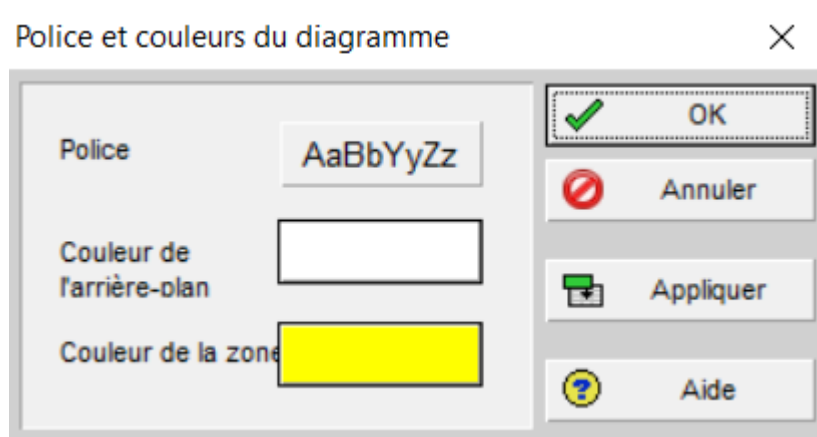 Police et couleurs du diagramme
Police
AaBbYyZz
Couleur de
l'arrière-plan
Couleur de la zone
OK
Annuler
Appliquer
Aide